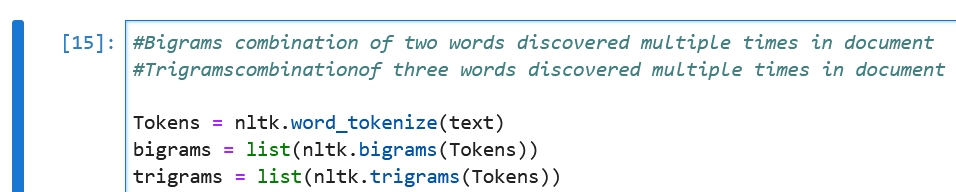 [15]: #Bigrams combination of two words discovered multiple times in document
#Trigramscombinationof three words discovered multiple times in document
Tokens = nltk.word_tokenize(text)
bigrams = list(nltk.bigrams(Tokens))
trigrams = list(nltk.trigrams(Tokens))